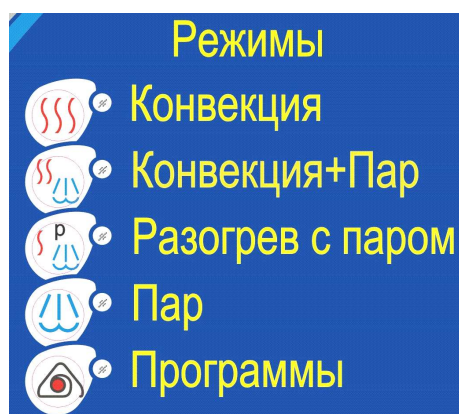 Режимы
Конвекция
Конвекция+Пар
p
Разогрев с паром
Пар
Программы